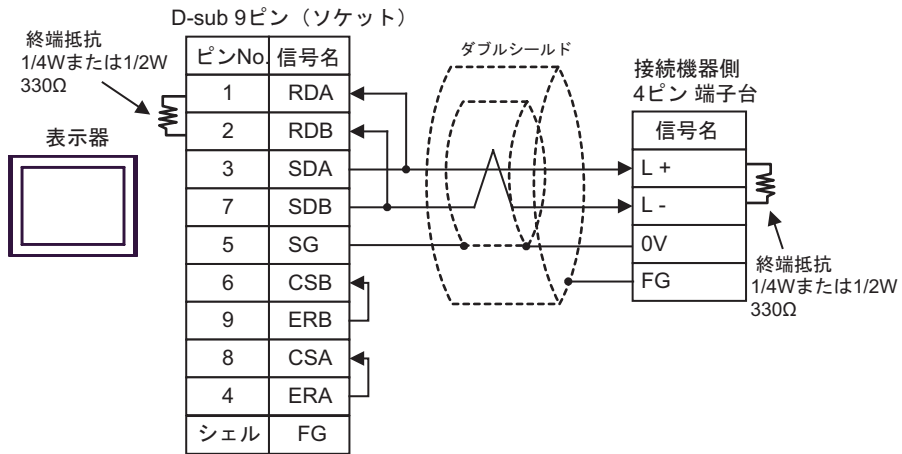 D-sub 9ピン（ソケット）
終端抵抗
1/4Wまたは1/2W
330Ω
表示器
ピンNo. 信号名
1 RDA
2 RDB
3 SDA
7 SDB
5 SG
6 CSB
9 ERB
8 CSA
4 ERA
シェル FG
ダブルシールド
接続機器側
4ピン 端子台
信号名
L +
L -
0V
FG
終端抵抗
1/4Wまたは1/2W
330Ω